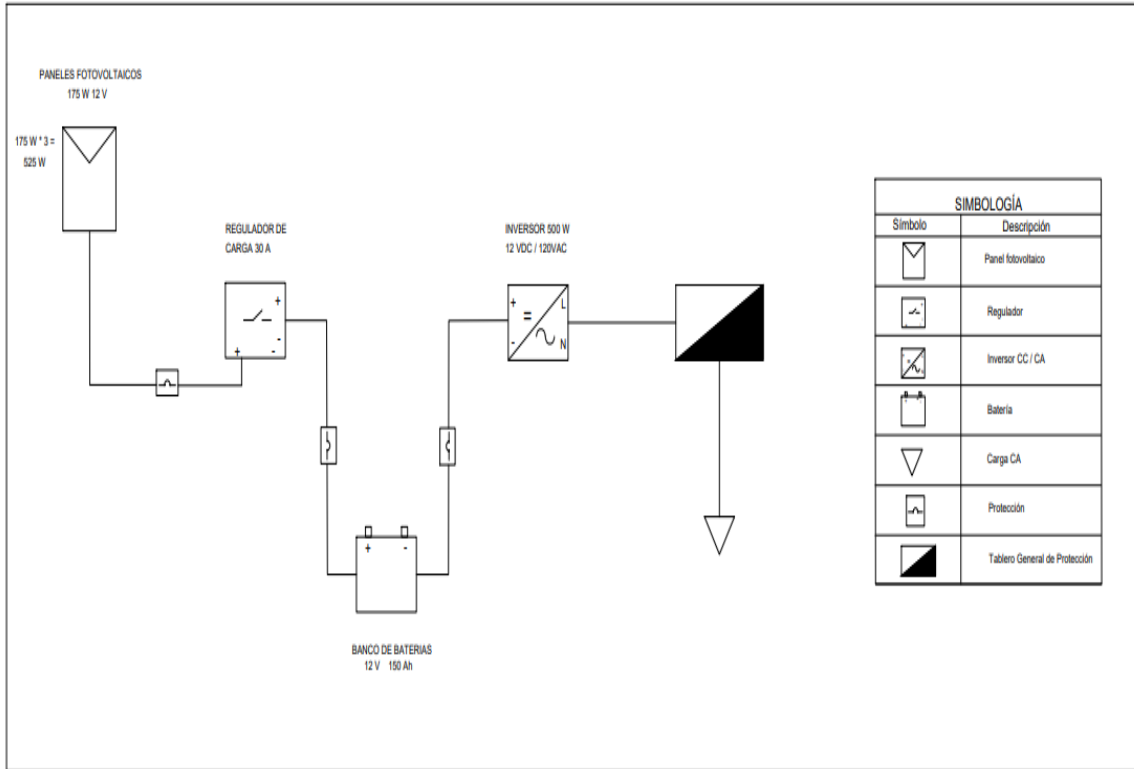 PANELES FOTOVOLTAICOS
175 W 12 V
175 W * 3 =
525 W
REGULADOR DE
CARGA 30 A
+
-
+ -
INVERSOR 500 W
12 VDC / 120VAC
+ = L
- N
+ -
BANCO DE BATERIAS
12 V 150 Ah
SIMBOLOGÍA
Símbolo Descripción
Panel fotovoltaico
Regulador
Inversor CC / CA
Batería
Carga CA
Protección
Tablero General de Protección